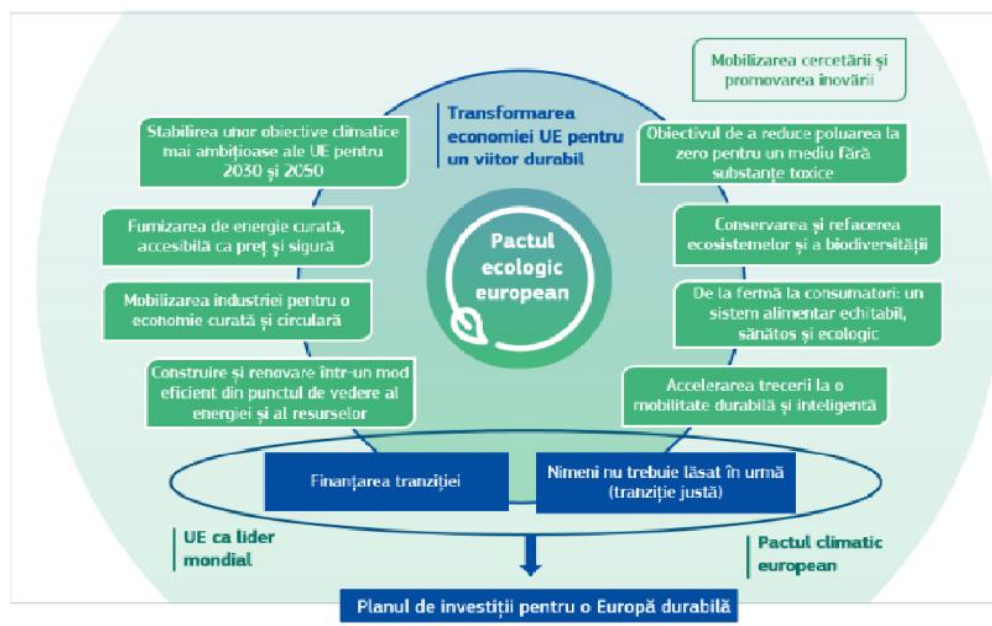 Mobilizarea cercetării și
promovarea inovării
Transformarea
economiei UE pentru
un viitor durabil
Stabilirea unor obiective climatice
mai ambițioase ale UE pentru
2030 și 2050
Obiectivul de a reduce poluarea la
zero pentru un mediu fără
substanțe toxice
Furnizarea de energie curată,
accesibilă ca preț și sigură
Pactul
ecologic
european
Conservarea și refacerea
ecosistemelor și a biodiversității
Mobilizarea industriei pentru o
economie curată și circulară
De la fermă la consumatori: un
sistem alimentar echitabil,
sănătos și ecologic
Construire și renovare într-un mod
eficient din punctul de vedere al
energiei și al resurselor
Accelerarea trecerii la o
mobilitate durabilă și inteligentă
Finanțarea tranziției
Nimeni nu trebuie lăsat în urmă
(tranziție justă)
UE ca lider
mondial
Pactul climatic
european
Planul de investiții pentru o Europă durabilă